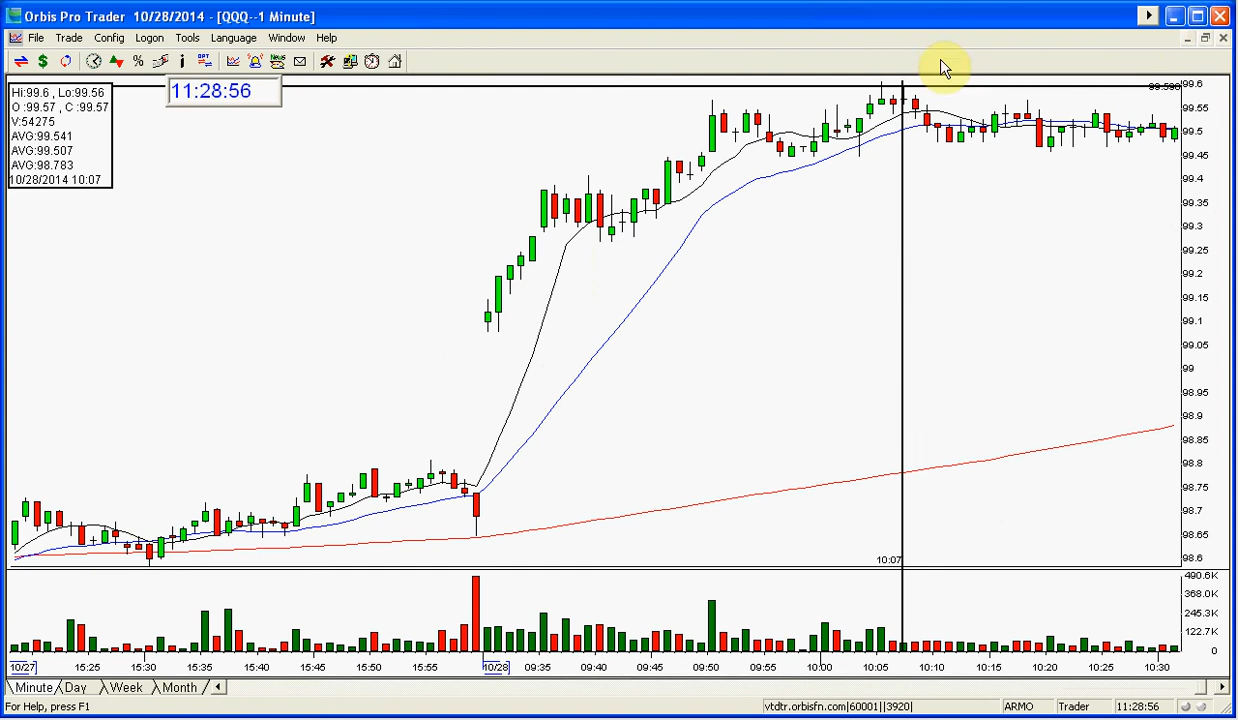 Orbis Pro Trader 10/28/2014 - [QQQ--1 Minute]
File Trade Config Logon Tools Language Window Help
Hi:99.6 , Lo:99.56
O :99.57 , C :99.57
V:54275
AVG:99.541
AVG:99.507
AVG:98.783
10/28/2014 10:07
11:28:56
99.6
99.55
99.5
99.45
99.4
99.35
99.3
99.25
99.2
99.15
99.1
99.05
99
98.95
98.9
98.85
98.8
98.75
98.7
98.65
98.6
10:07
490.6K
368.0K
245.3K
122.7K
0
10/27 15:25 15:30 15:35 15:40 15:45 15:50 15:55 10/28 09:35 09:40 09:45 09:50 09:55 10:00 10:05 10:10 10:15 10:20 10:25 10:30
Minute Day Week Month
For Help, press F1 vtdtr.orbisfn.com|60001||3920| ARMO Trader 11:28:56